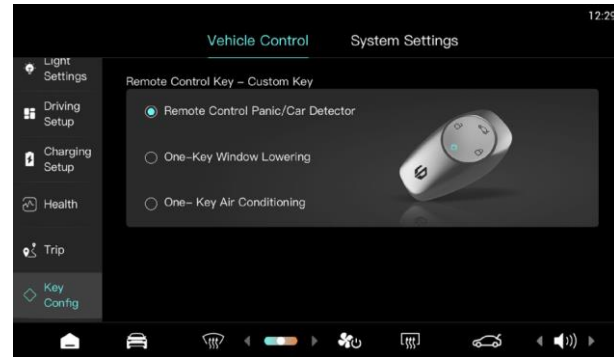 12:29
Vehicle Control
System Settings
Light
Settings
Remote Control Key – Custom Key
Driving
Setup
Remote Control Panic/Car Detector
Charging
Setup
One-Key Window Lowering
Health
One- Key Air Conditioning
Trip
Key
Config